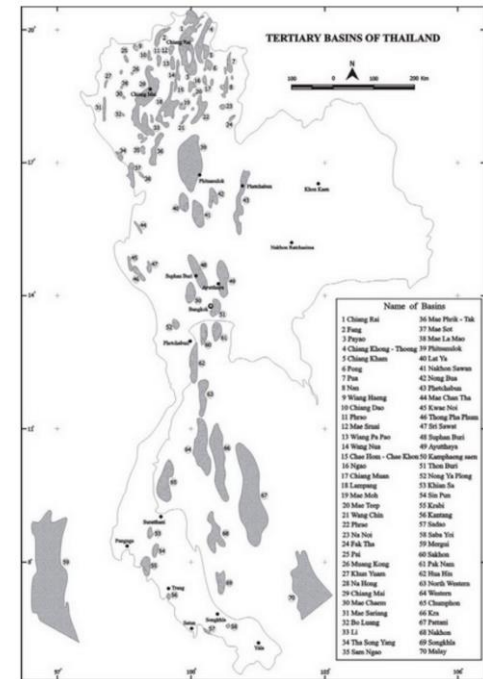 TERTIARY BASINS OF THAILAND
100 0 100 200 Km
Chiang Rai
Chiang Mai
Phitsanulok
Phetchabun
Khon Kaen
Nakhon Ratchasima
Suphan Buri
Ayutthaya
Bangkok
Phetchaburi
Suratthani
Pangnga
Trang
Songkhla
Satun
Yala
Name of Basins
1 Chiang Rai
2 Fang
3 Payao
4 Chiang Khong - Thoeng
5 Chiang Kham
6 Pong
7 Pua
8 Nan
9 Wiang Haeng
10 Chiang Dao
11 Phrao
12 Mae Sruai
13 Wiang Pa Pao
14 Wang Nua
15 Chae Hom - Chae Khon
16 Ngao
17 Chiang Muan
18 Lampang
19 Mae Moh
20 Mae Teep
21 Wang Chin
22 Phrae
23 Na Noi
24 Fak Tha
25 Pai
26 Muang Kong
27 Khun Yuam
28 Na Hong
29 Chiang Mai
30 Mae Chaem
31 Mae Sariang
32 Bo Luang
33 Li
34 Tha Song Yang
35 Sam Ngao
36 Mae Phrik - Tak
37 Mae Sot
38 Mae La Mao
39 Phitsanulok
40 Lat Ya
41 Nakhon Sawan
42 Nong Bua
43 Phetchabun
44 Mae Chan Tha
45 Kwae Noi
46 Thong Pha Phum
47 Sri Sawat
48 Suphan Buri
49 Ayutthaya
50 Kamphaeng saen
51 Thon Buri
52 Nong Ya Plong
53 Khian Sa
54 Sin Pun
55 Krabi
56 Kantang
57 Sadao
58 Saba Yoi
59 Mergui
60 Sakhon
61 Pak Nam
62 Hua Hin
63 North Western
64 Western
65 Chumphon
66 Kra
67 Pattani
68 Nakhon
69 Songkhla
70 Malay